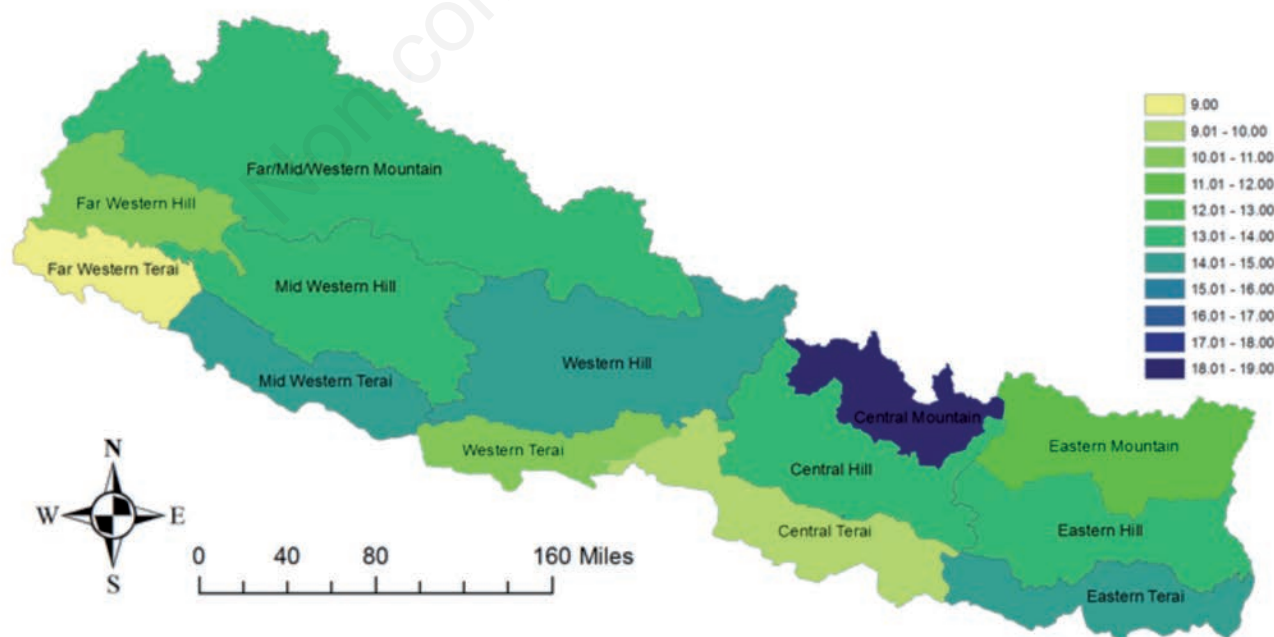 Non com
9.00
9.01 - 10.00
10.01 - 11.00
11.01 - 12.00
12.01 - 13.00
13.01 - 14.00
14.01 - 15.00
15.01 - 16.00
16.01 - 17.00
17.01 - 18.00
18.01 - 19.00
Far/Mid/Western Mountain
Far Western Hill
Far Western Terai
Mid Western Hill
Western Hill
Mid Western Terai
Central Mountain
Eastern Mountain
Western Terai
Central Hill
Central Terai
Eastern Hill
Eastern Terai
N
W E
S
0 40 80 160 Miles